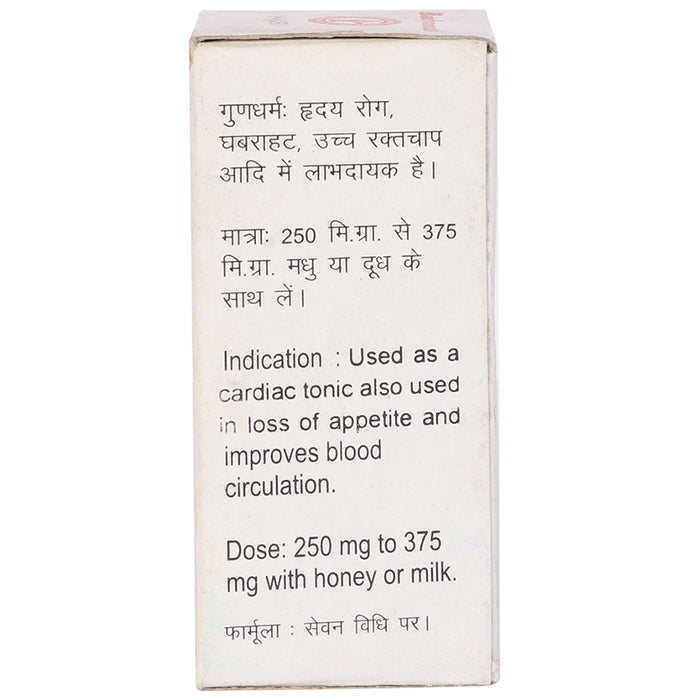 गुणधर्मः हृदय रोग,
घबराहट, उच्च रक्तचाप
आदि में लाभदायक है।
मात्राः 250 मि.ग्रा. से 375
मि.ग्रा. मधु या दूध के
साथ लें।
Indication : Used as a
cardiac tonic also used
in loss of appetite and
improves blood
circulation.
Dose: 250 mg to 375
mg with honey or milk.
फार्मूला : सेवन विधि पर।